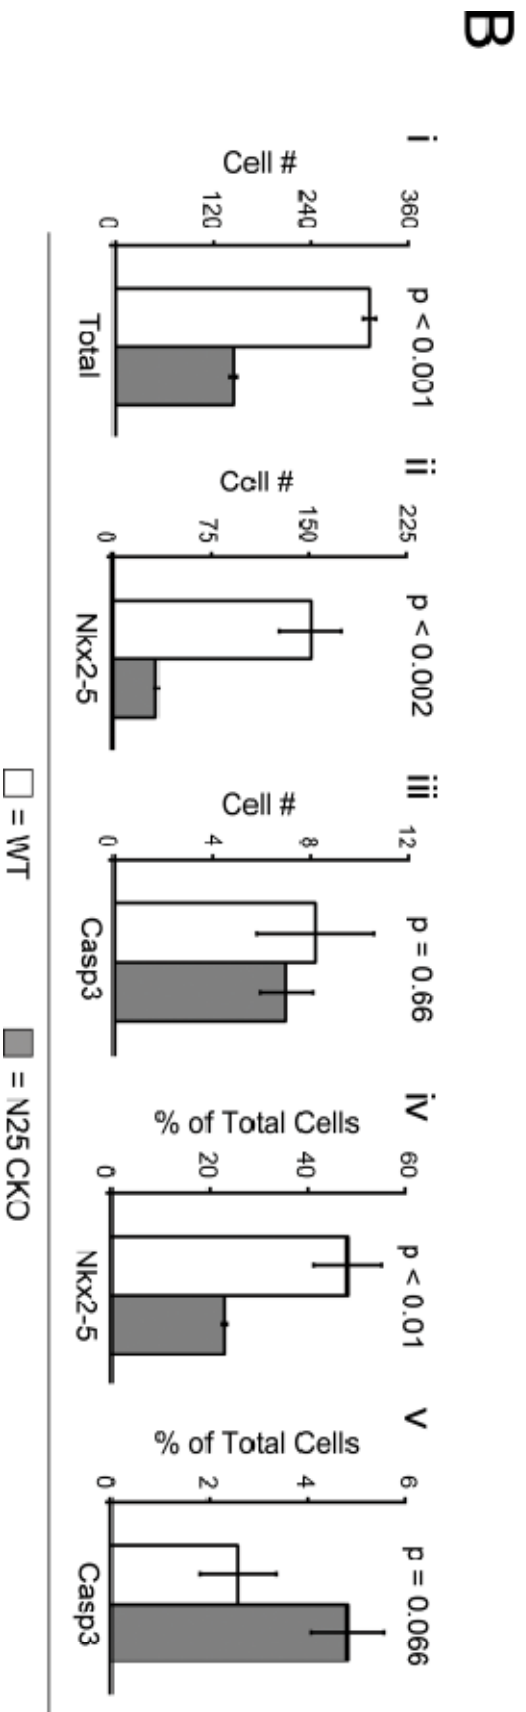 B
i
p < 0.001
Cell #
360
240
120
0
Total
ii
p < 0.002
Cell #
225
150
75
0
Nkx2-5
iii
p = 0.66
Cell #
12
8
4
0
Casp3
iv
p < 0.01
% of Total Cells
60
40
20
0
Nkx2-5
v
p = 0.066
% of Total Cells
6
4
2
0
Casp3
= WT
= N25 CKO